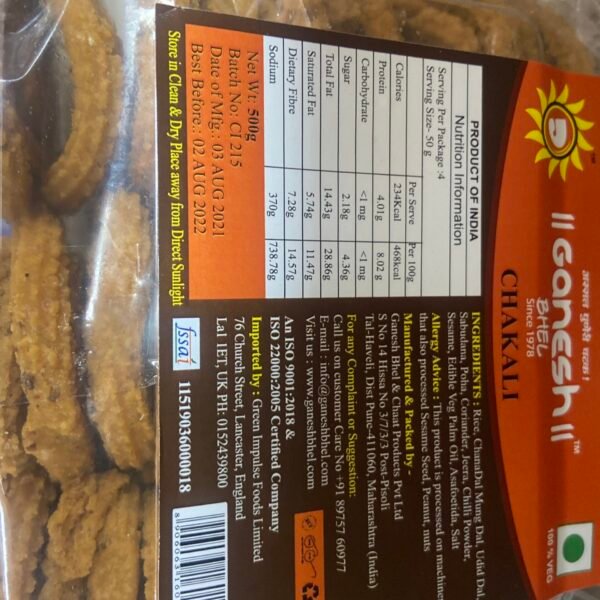 ™
अस्सल पुणेरी चटका !
॥ Ganesh ॥ ™
BHEL
Since 1978
100 % VEG
CHAKALI
PRODUCT OF INDIA
Nutrition Information
Serving Per Package :4
Serving Size- 50 g
Per Serve Per 100g
Calories 234Kcal 468kcal
Protein 4.01g 8.02 g
Carbohydrate <1 mg <1 mg
Sugar 2.18g 4.36g
Total Fat 14.43g 28.86g
Saturated Fat 5.74g 11.47g
Dietary Fibre 7.28g 14.57g
Sodium 370g 738.78g
Net Wt: 500g
Batch No: CI 215
Date of Mfg.: 03 AUG 2021
Best Before.: 02 AUG 2022
Store in Clean & Dry Place away from Direct Sunlight
INGREDIENTS : Rice, ChanaDal Mung Dal, Udid Dal,
Sabudana, Poha, Coriander, Jeera, Chilli Powder,
Sesame, Edible Veg Palm Oil, Asafoetida, Salt
Allergy Advice : This product is processed on machine
that also processed Sesame Seed, Peanut, nuts
Manufactured & Packed by -
Ganesh Bhel & Chaat Products Pvt Ltd
S No 14 Hissa No 3/7/3/3 Post-Pisoli
Tal-Haveli, Dist Pune-411060, Maharashtra (India)
For any Complaint or Suggestion:
Call us on customer Care No +91 89757 60977
E-mail : info@ganeshbhel.com
Visit us : www.ganeshbhel.com
An ISO 9001:2018 &
ISO 22000:2005 Certified Company
Imported by : Green Impulse Foods Limited
76 Church Street, Lancaster, England
La1 1ET, UK PH: 0152439800
fssai 11519036000018